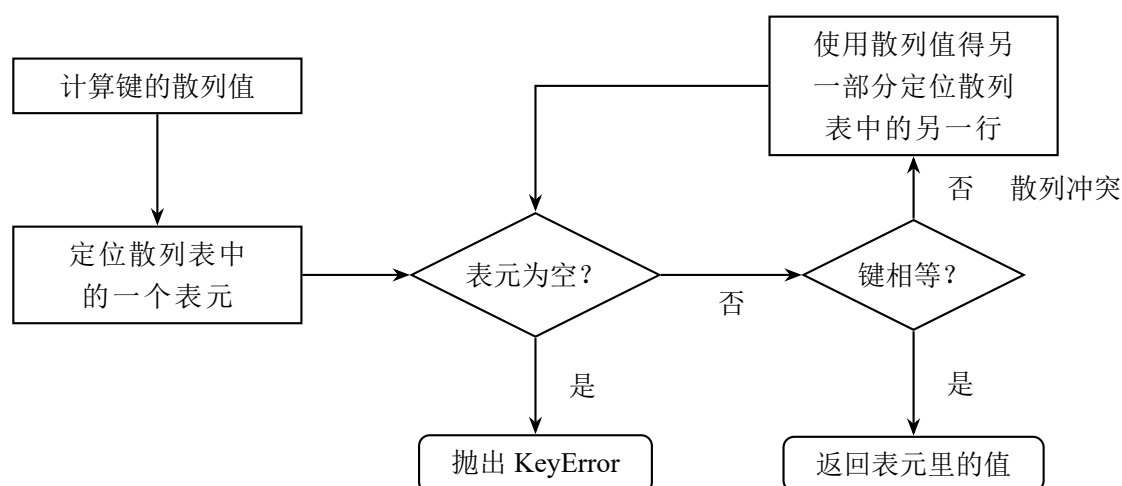 计算键的散列值
使用散列值得另
一部分定位散列
表中的另一行
否 散列冲突
定位散列表中
的一个表元
表元为空?
否
键相等?
是
是
抛出 KeyError
返回表元里的值